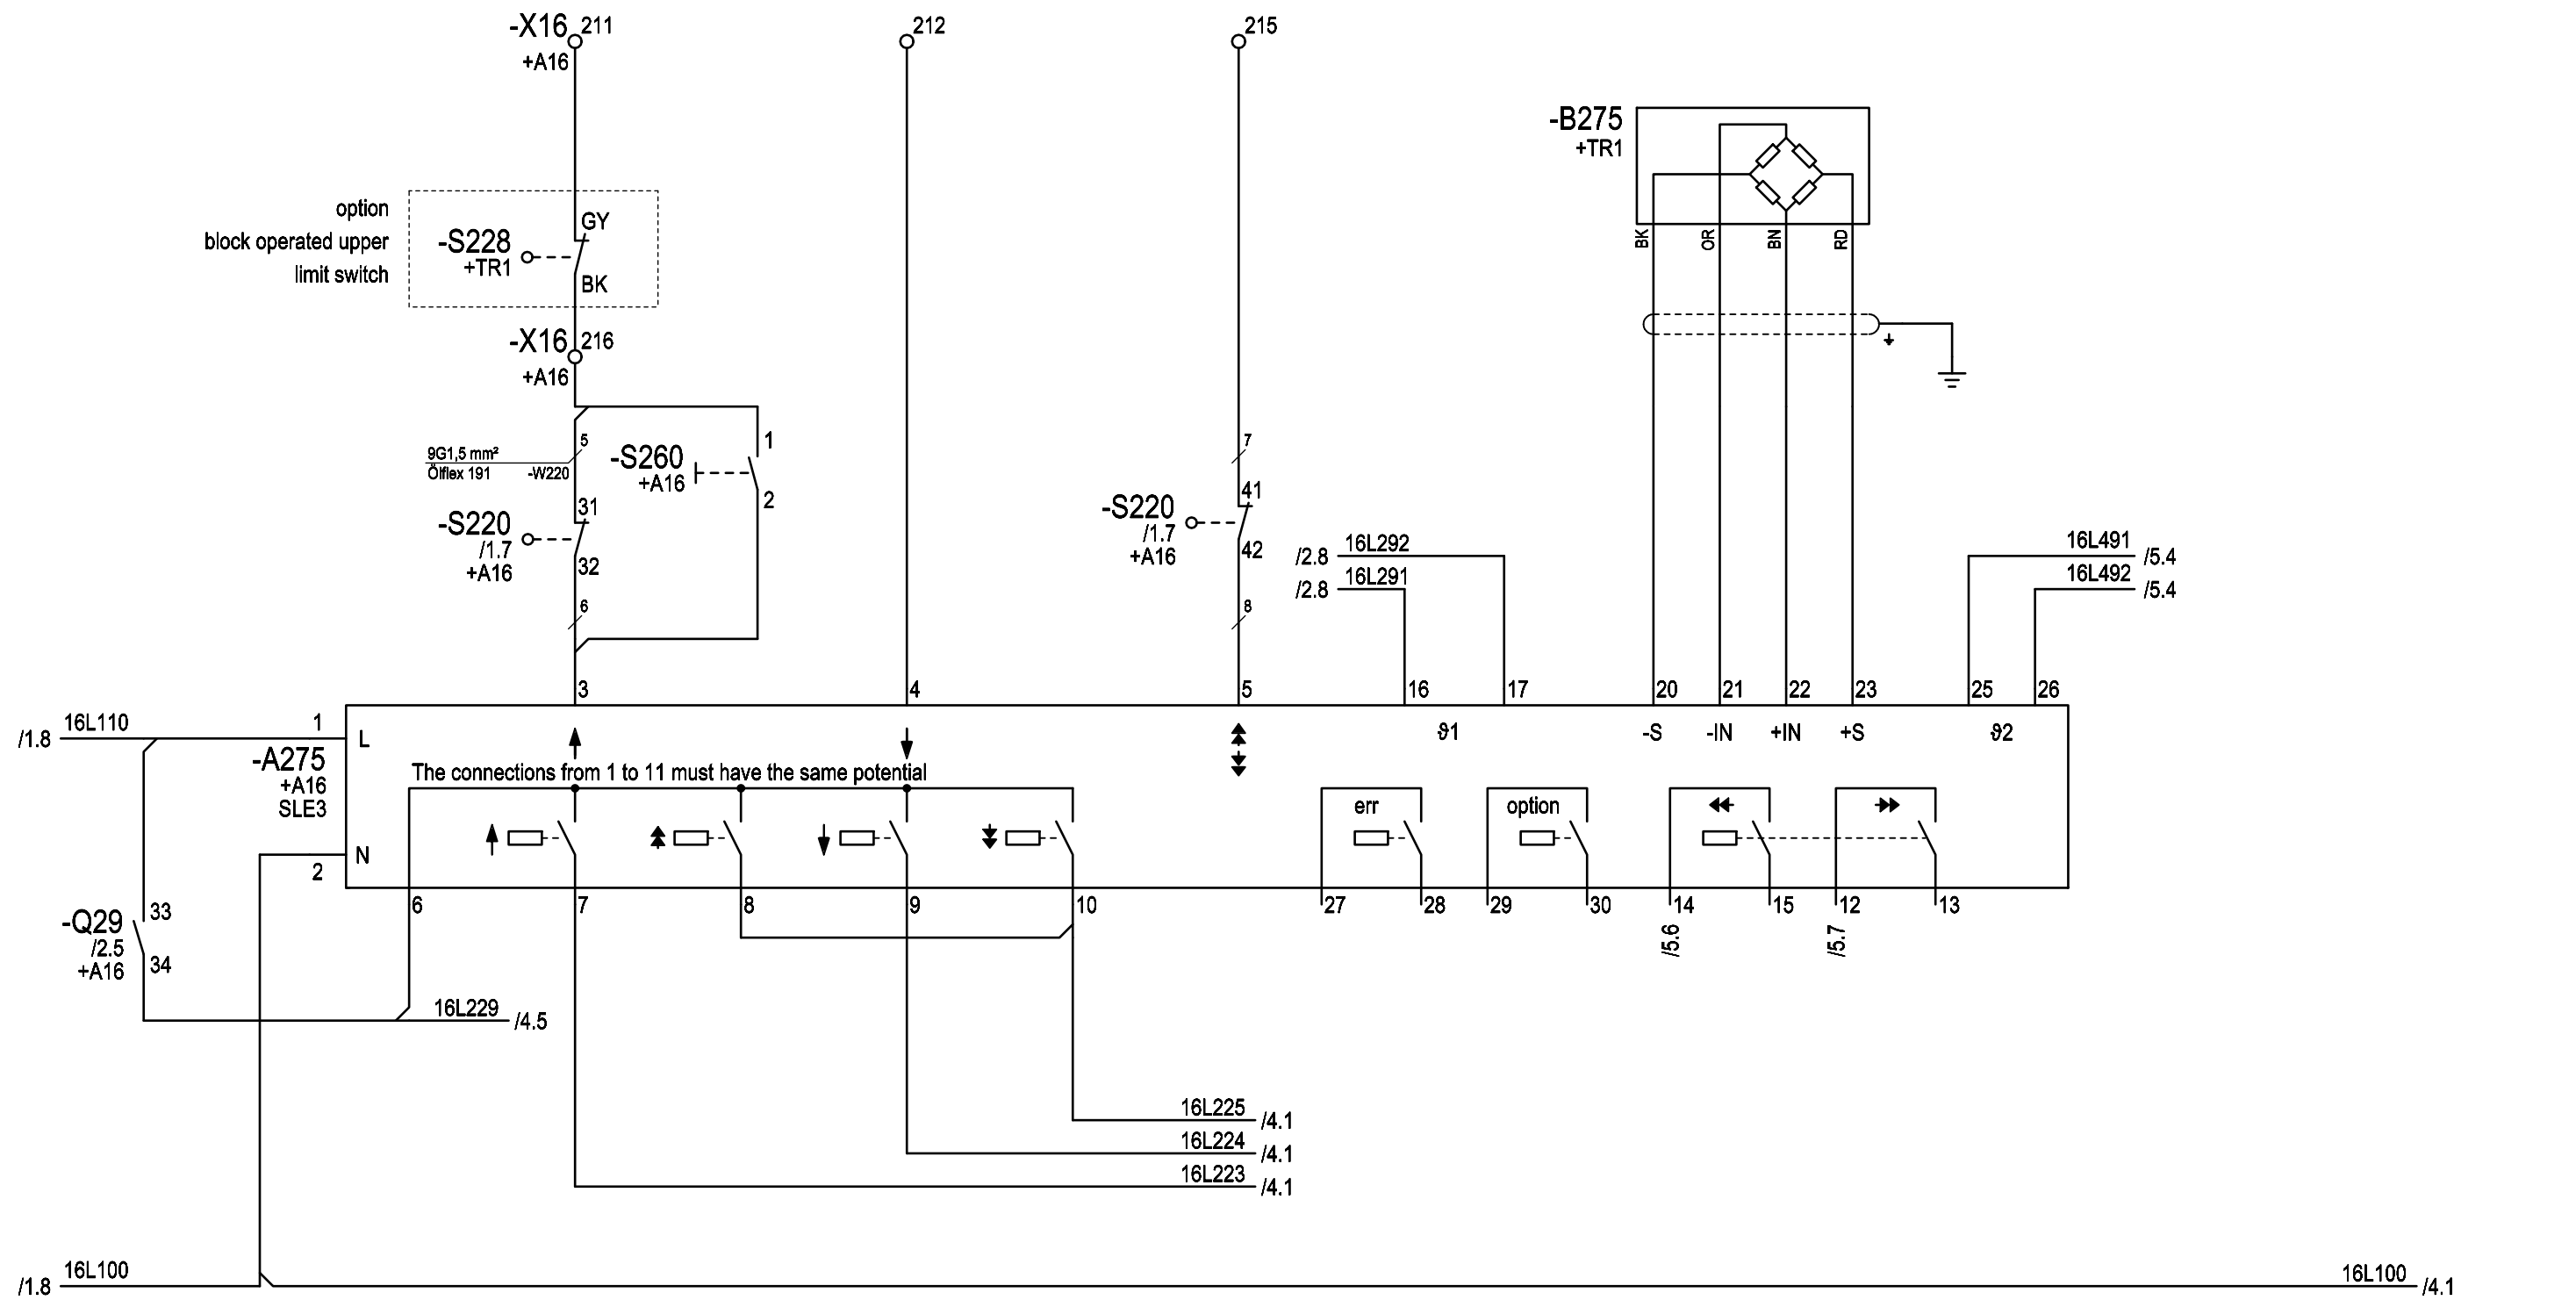 -X16 211
+A16
212
215
-B275
+TR1
BK OR BN RD
option
block operated upper
limit switch
GY
-S228
+TR1
BK
-X16 216
+A16
5
9G1,5 mm²
Ölflex 191 -W220
-S260
+A16
1
2
31
-S220
/1.7
+A16
32
6
7
41
-S220
/1.7
+A16
42
8
/2.8 16L292
/2.8 16L291
16L491 /5.4
16L492 /5.4
3 4 5 16 17 20 21 22 23 25 26
/1.8 16L110 1 L
-A275
+A16
SLE3
N
2
ϑ1 -S -IN +IN +S ϑ2
The connections from 1 to 11 must have the same potential
err option
6 7 8 9 10 27 28 29 30 14 15 12 13
/5.6 /5.7
33
-Q29
/2.5
+A16
34
16L229 /4.5
16L225 /4.1
16L224 /4.1
16L223 /4.1
/1.8 16L100 16L100 /4.1